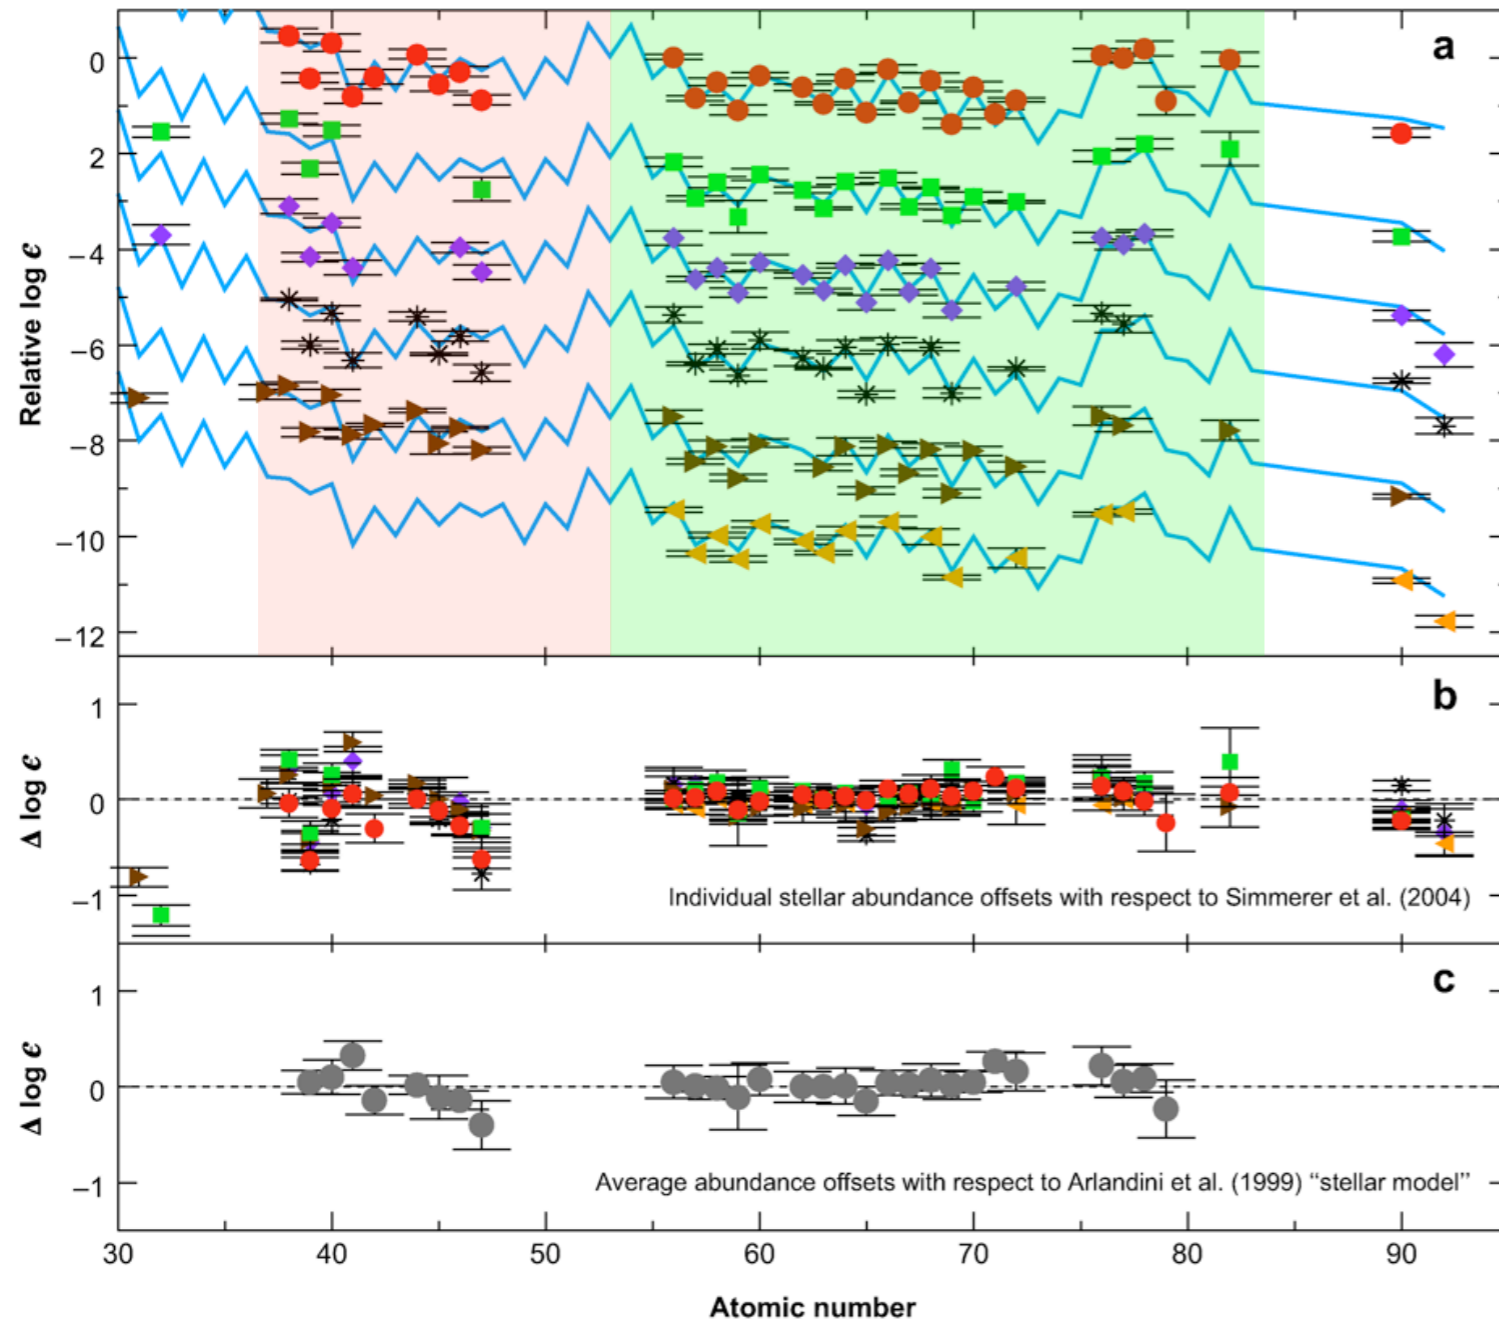 a
0
2
−4
−6
−8
−10
−12
Relative log ϵ
b
1
0
−1
Δ log ϵ
Individual stellar abundance offsets with respect to Simmerer et al. (2004)
c
1
0
−1
Δ log ϵ
Average abundance offsets with respect to Arlandini et al. (1999) “stellar model”
30 40 50 60 70 80 90
Atomic number